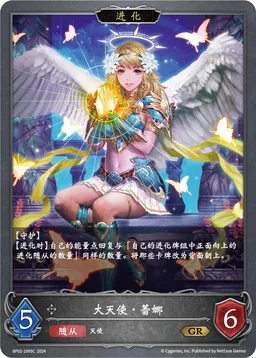 进化
【守护】
【进化时】自己的能量点回复与『自己的进化牌组中正面向上的
进化随从的数量』同样的数量。将那些卡牌改为背面朝上。
大天使・蕾娜
5
6
随从
天使
GR
BP02-109SC 2024
© Cygames, Inc. Published by NetEase Games